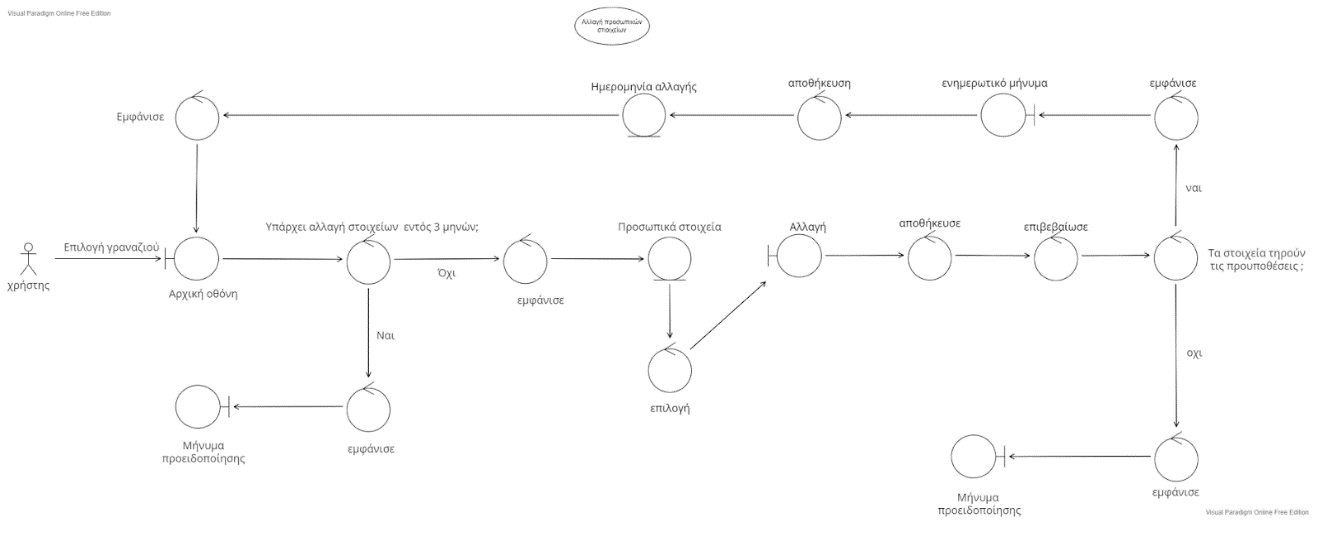 Visual Paradigm Online Free Edition
Αλλαγή προσωπικών
στοιχείων
Ημερομηνία αλλαγής
αποθήκευση
ενημερωτικό μήνυμα
εμφάνισε
Εμφάνισε
ναι
Υπάρχει αλλαγή στοιχείων εντός 3 μηνών;
Προσωπικά στοιχεία
Αλλαγή
αποθήκευσε
επιβεβαίωσε
Επιλογή γραναζιού
Τα στοιχεία τηρούν
τις προυποθέσεις ;
Όχι
χρήστης
Αρχική οθόνη
εμφάνισε
Ναι
οχι
επιλογή
Μήνυμα
προειδοποίησης
εμφάνισε
εμφάνισε
Μήνυμα
προειδοποίησης
Visual Paradigm Online Free Edition